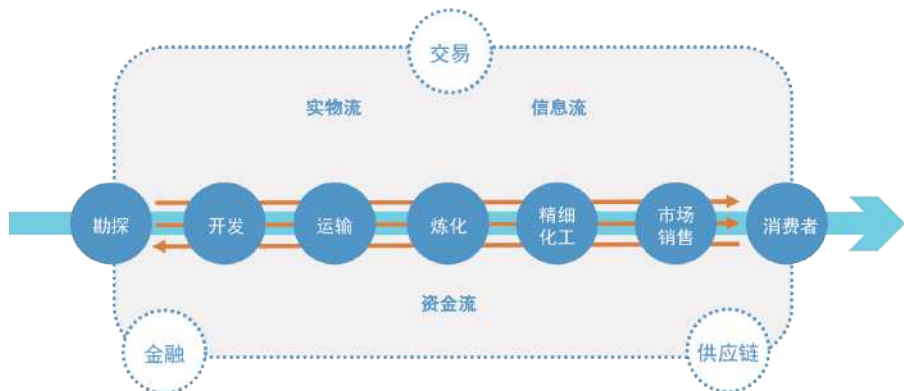 交易
实物流
信息流
勘探
开发
运输
炼化
精细
化工
市场
销售
消费者
资金流
金融
供应链